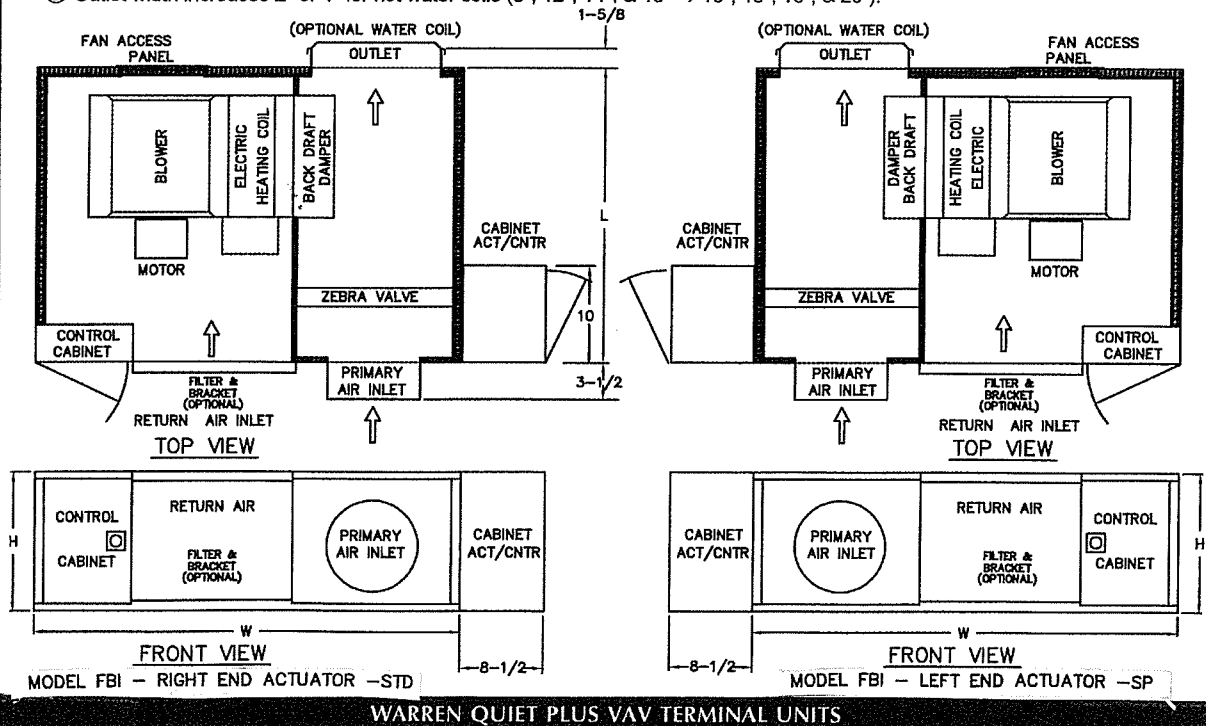 Outlet width increases 2" or 4" for hot water coils
1-5/8
(OPTIONAL WATER COIL)
OUTLET
FAN ACCESS
PANEL
BLOWER
ELECTRIC
HEATING COIL
BACK DRAFT
DAMPER
MOTOR
L
CABINET
ACT/CNTR
ZEBRA VALVE
10
CONTROL
CABINET
PRIMARY
AIR INLET
3-1/2
FILTER &
BRACKET
(OPTIONAL)
RETURN AIR INLET
TOP VIEW
(OPTIONAL WATER COIL)
OUTLET
FAN ACCESS
PANEL
DAMPER
BACK DRAFT
HEATING COIL
ELECTRIC
BLOWER
MOTOR
CABINET
ACT/CNTR
ZEBRA VALVE
CONTROL
CABINET
PRIMARY
AIR INLET
FILTER &
BRACKET
(OPTIONAL)
RETURN AIR INLET
TOP VIEW
H
CONTROL
CABINET
RETURN AIR
FILTER &
BRACKET
(OPTIONAL)
PRIMARY
AIR INLET
CABINET
ACT/CNTR
W
8-1/2
FRONT VIEW
MODEL FBI - RIGHT END ACTUATOR -STD
CABINET
ACT/CNTR
PRIMARY
AIR INLET
RETURN AIR
FILTER &
BRACKET
(OPTIONAL)
CONTROL
CABINET
H
8-1/2
W
FRONT VIEW
MODEL FBI - LEFT END ACTUATOR -SP
WARREN QUIET PLUS VAV TERMINAL UNITS